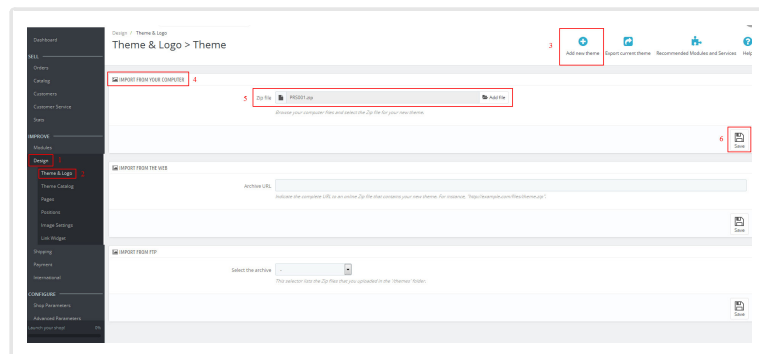 Dashboard
SELL
Orders
Catalog
Customers
Customer Service
Stats
IMPROVE
Modules
Design 1
Theme & Logo 2
Theme Catalog
Pages
Positions
Image Settings
Link Widget
Shipping
Payment
International
CONFIGURE
Shop Parameters
Advanced Parameters
Launch your shop! 0%
Design / Theme & Logo
Theme & Logo > Theme
3
Add new theme
Export current theme
Recommended Modules and Services
Help
IMPORT FROM YOUR COMPUTER 4
5 Zip file PRS001.zip Add file
Browse your computer files and select the Zip file for your new theme.
6
Save
IMPORT FROM THE WEB
Archive URL
Indicate the complete URL to an online Zip file that contains your new theme. For instance, "http://example.com/files/theme.zip".
Save
IMPORT FROM FTP
Select the archive -
This selector lists the Zip files that you uploaded in the '/themes' folder.
Save